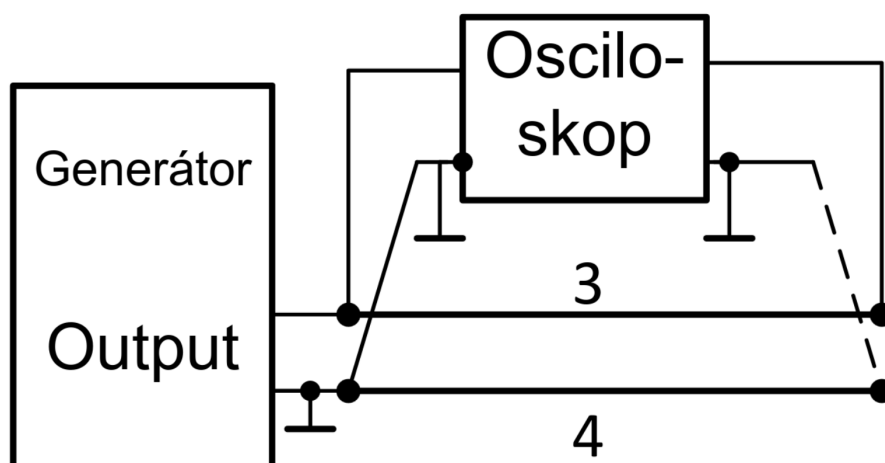 Oscilo-
skop
Generátor
Output
3
4